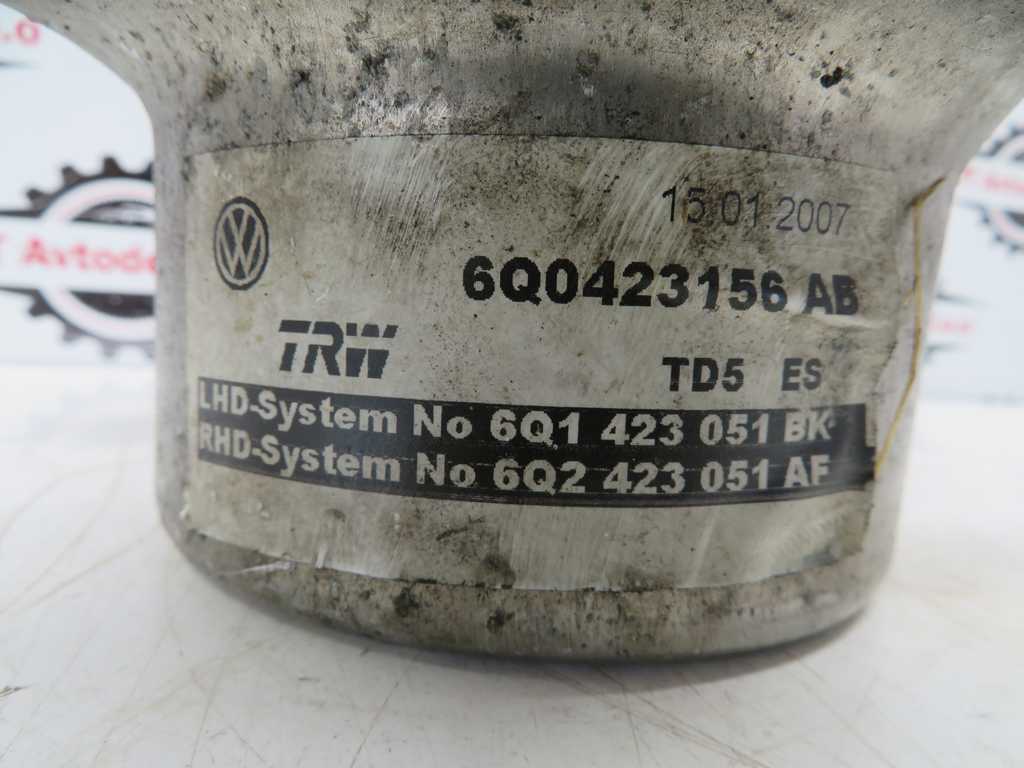 15.01.2007
6Q0423156 AB
TRW
TD5 ES
LHD-System No 6Q1 423 051 BK
RHD-System No 6Q2 423 051 AF